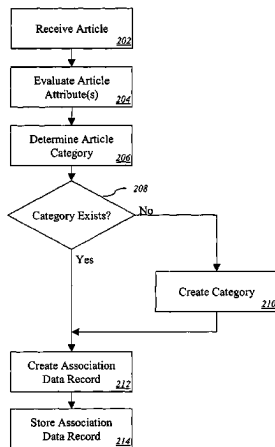 Receive Article
202
Evaluate Article
Attribute(s)
204
Determine Article
Category
206
208
Category Exists?
No
Yes
Create Category
210
Create Association
Data Record
212
Store Association
Data Record
214